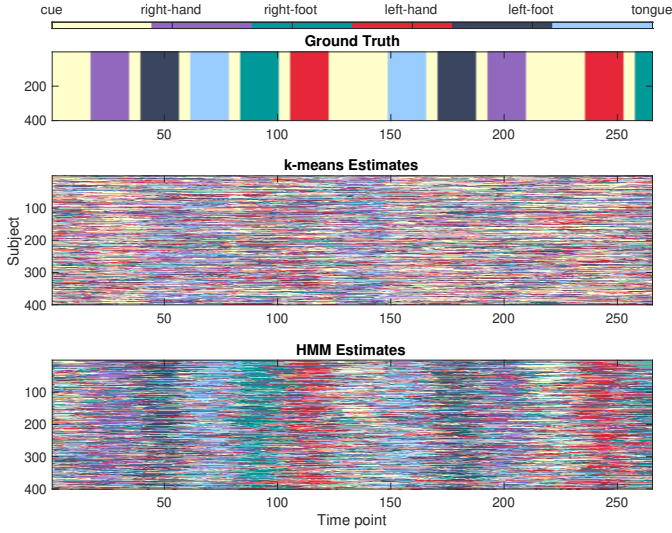 cue right-hand right-foot left-hand left-foot tongue
Ground Truth
200
400
50 100 150 200 250
k-means Estimates
100
200
300
400
50 100 150 200 250
Subject
HMM Estimates
100
200
300
400
50 100 150 200 250
Time point